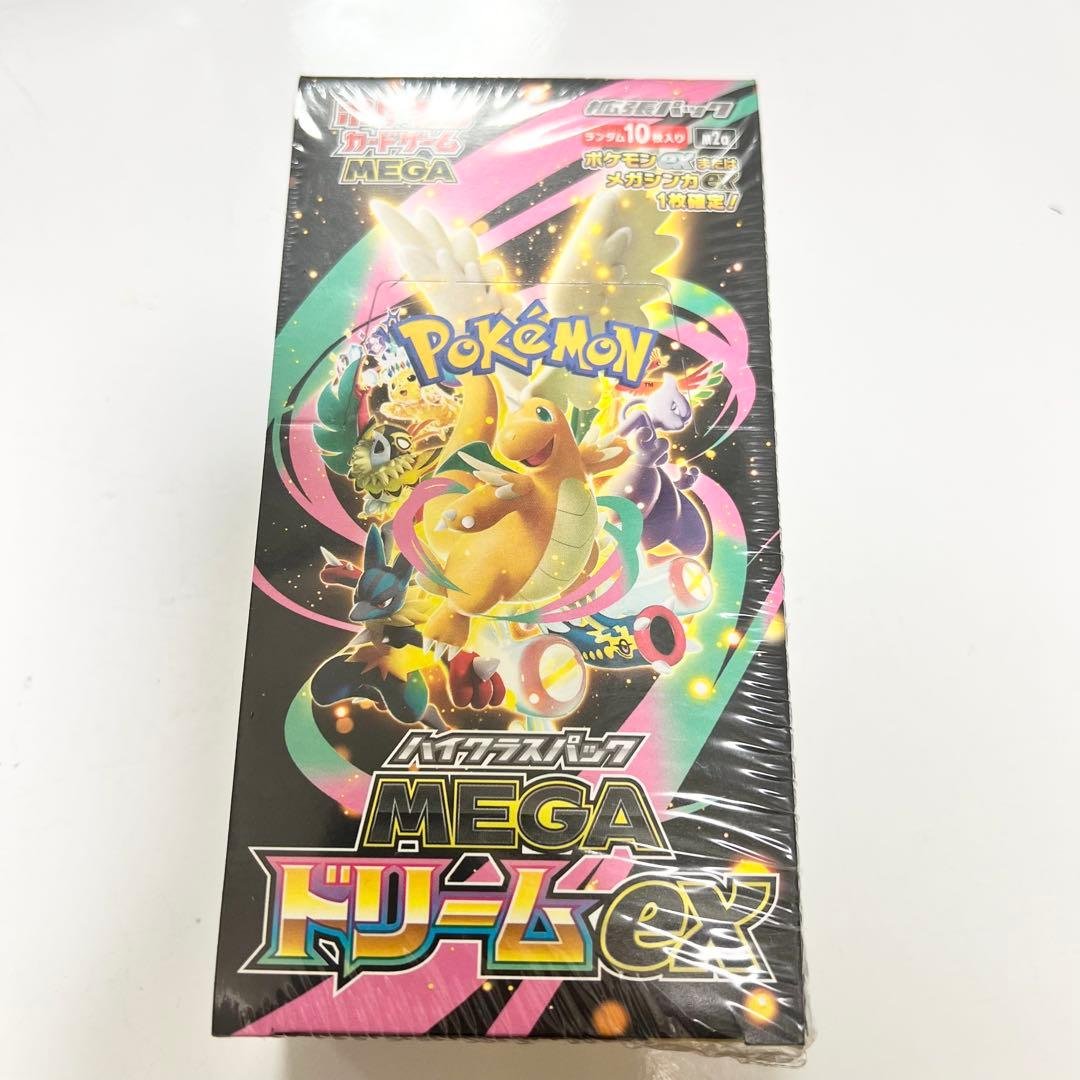 カードゲーム
MEGA
拡張パック
ランダム10枚入り
M2a
ポケモンexまたは
メガシンカex
1枚確定!
POKÉMON
TM
ハイクラスパック
MEGA
ドリームex